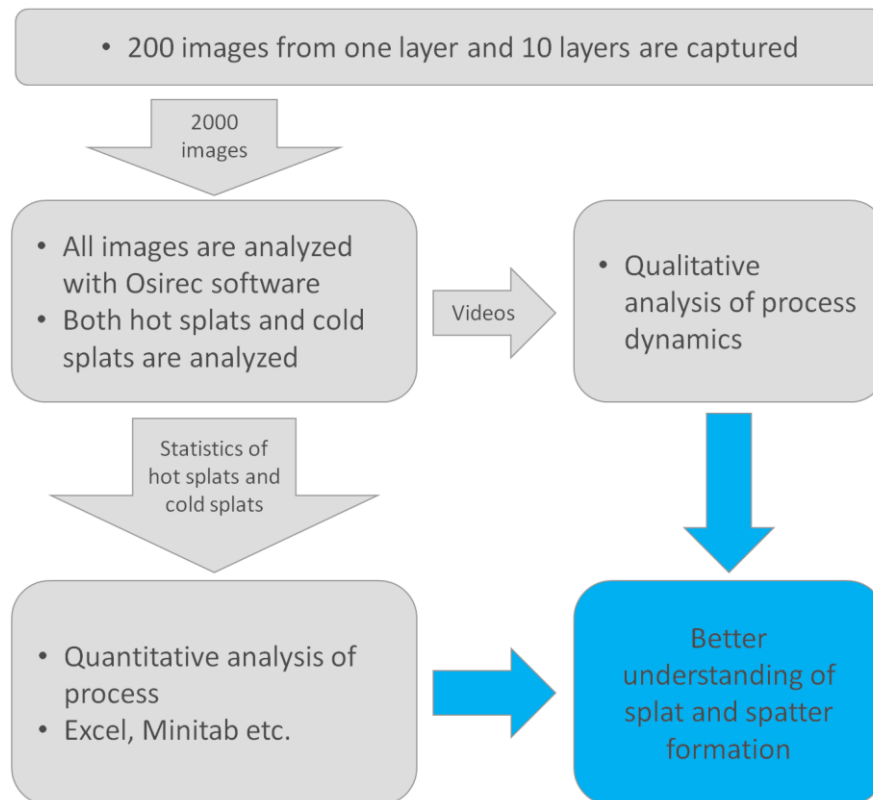 • 200 images from one layer and 10 layers are captured
2000
images
• All images are analyzed
with Osirec software
• Both hot splats and cold
splats are analyzed
Videos
• Qualitative
analysis of process
dynamics
Statistics of
hot splats and
cold splats
• Quantitative analysis of
process
• Excel, Minitab etc.
Better
understanding of
splat and spatter
formation